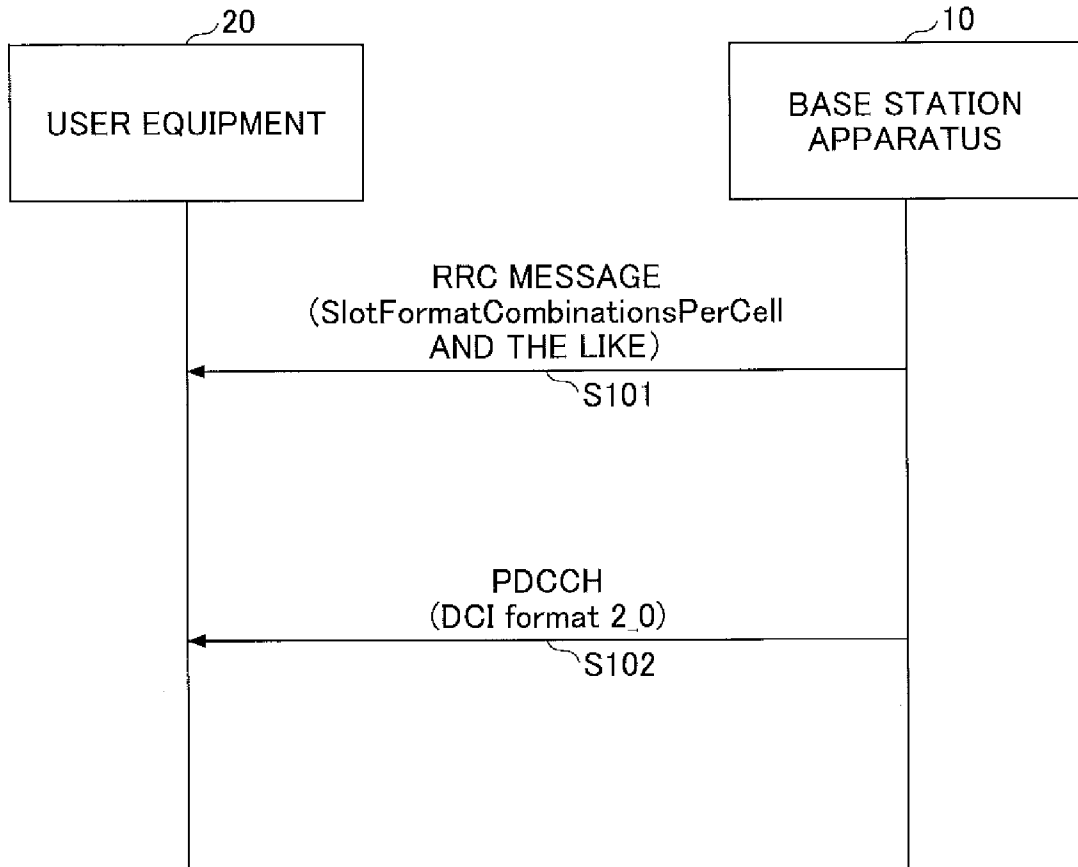 20
10
USER EQUIPMENT
BASE STATION
APPARATUS
RRC MESSAGE
(SlotFormatCombinationsPerCell
AND THE LIKE)
S101
PDCCH
(DCI format 2_0)
S102